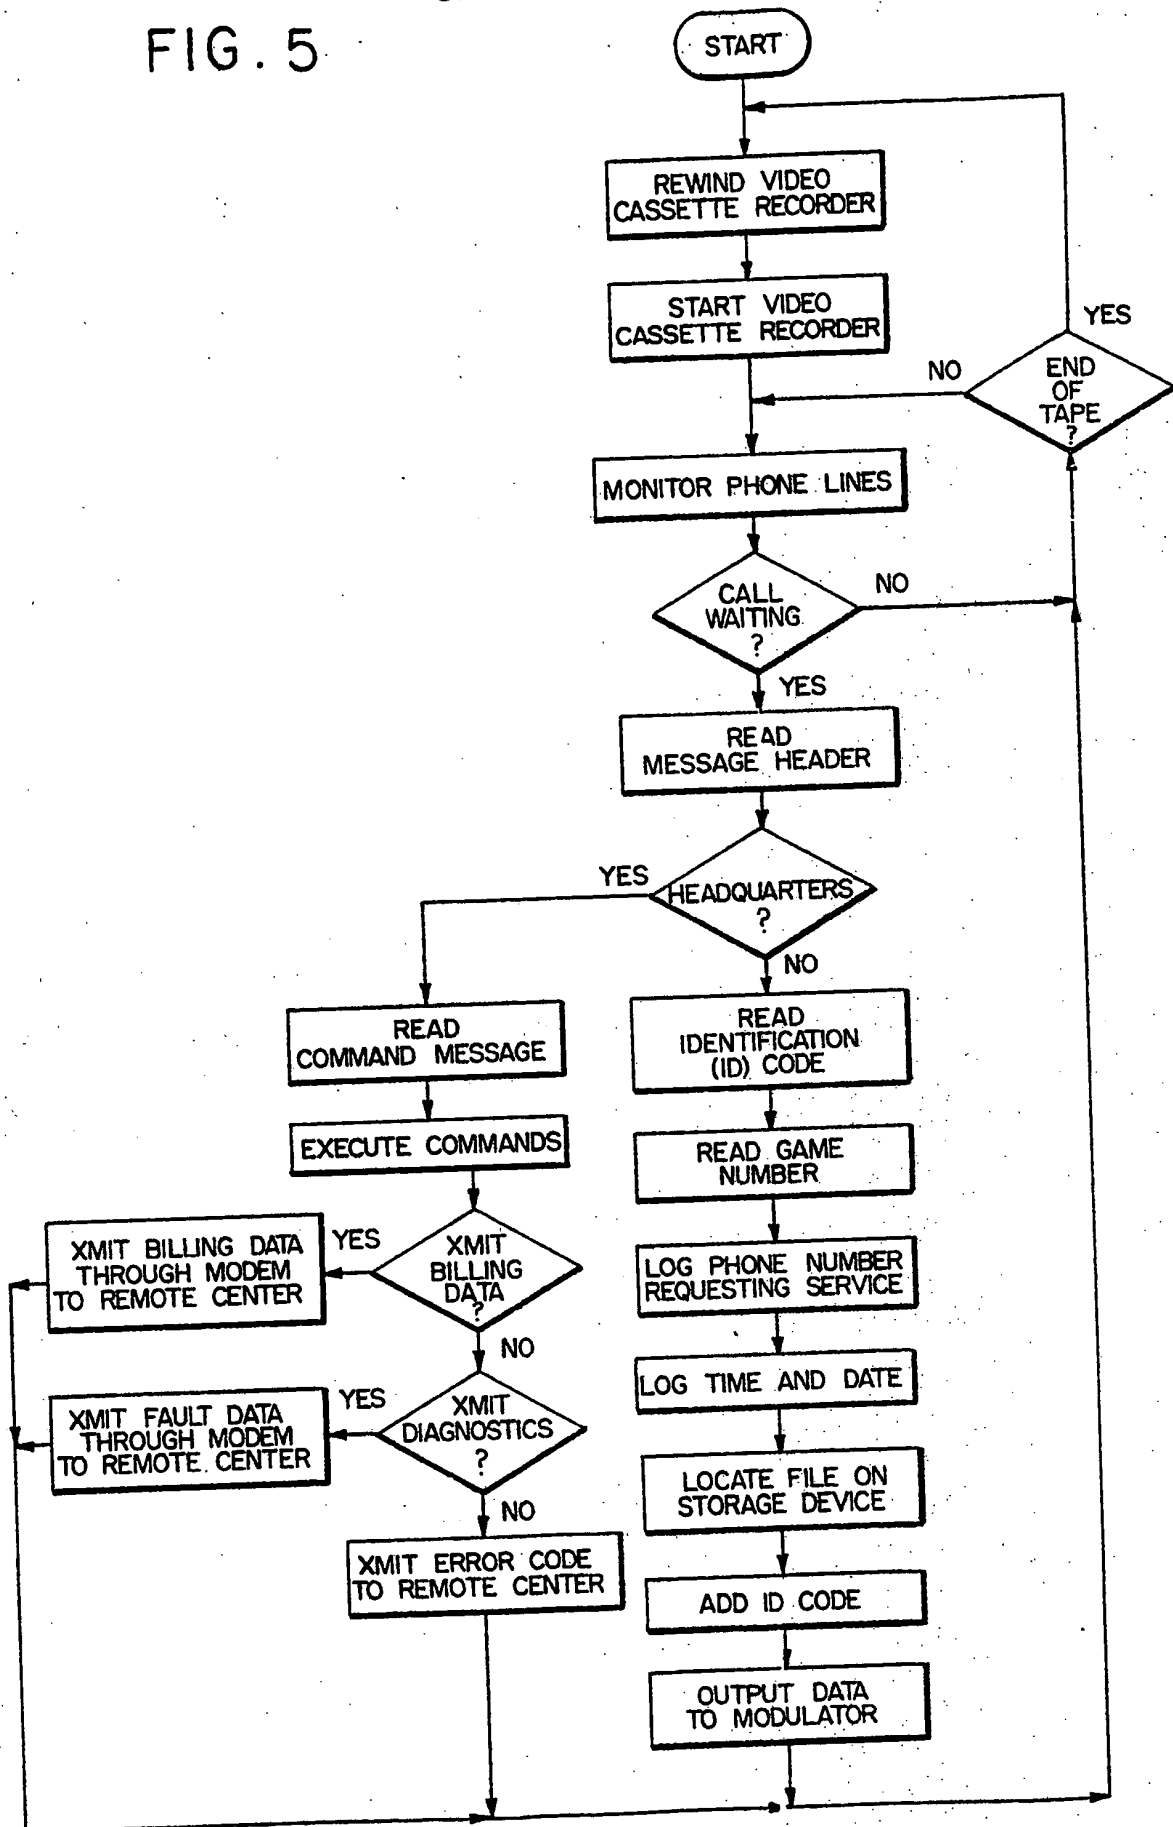 FIG. 5
START
REWIND VIDEO
CASSETTE RECORDER
START VIDEO
CASSETTE RECORDER
YES
NO
END
OF
TAPE
?
MONITOR PHONE LINES
CALL
WAITING
?
NO
YES
READ
MESSAGE HEADER
YES
HEADQUARTERS
?
NO
READ
COMMAND MESSAGE
READ
IDENTIFICATION
(ID) CODE
EXECUTE COMMANDS
READ GAME
NUMBER
XMIT BILLING DATA
THROUGH MODEM
TO REMOTE CENTER
YES
XMIT
BILLING
DATA
?
NO
LOG PHONE NUMBER
REQUESTING SERVICE
LOG TIME AND DATE
XMIT FAULT DATA
THROUGH MODEM
TO REMOTE CENTER
YES
XMIT
DIAGNOSTICS
?
NO
LOCATE FILE ON
STORAGE DEVICE
XMIT ERROR CODE
TO REMOTE CENTER
ADD ID CODE
OUTPUT DATA
TO MODULATOR